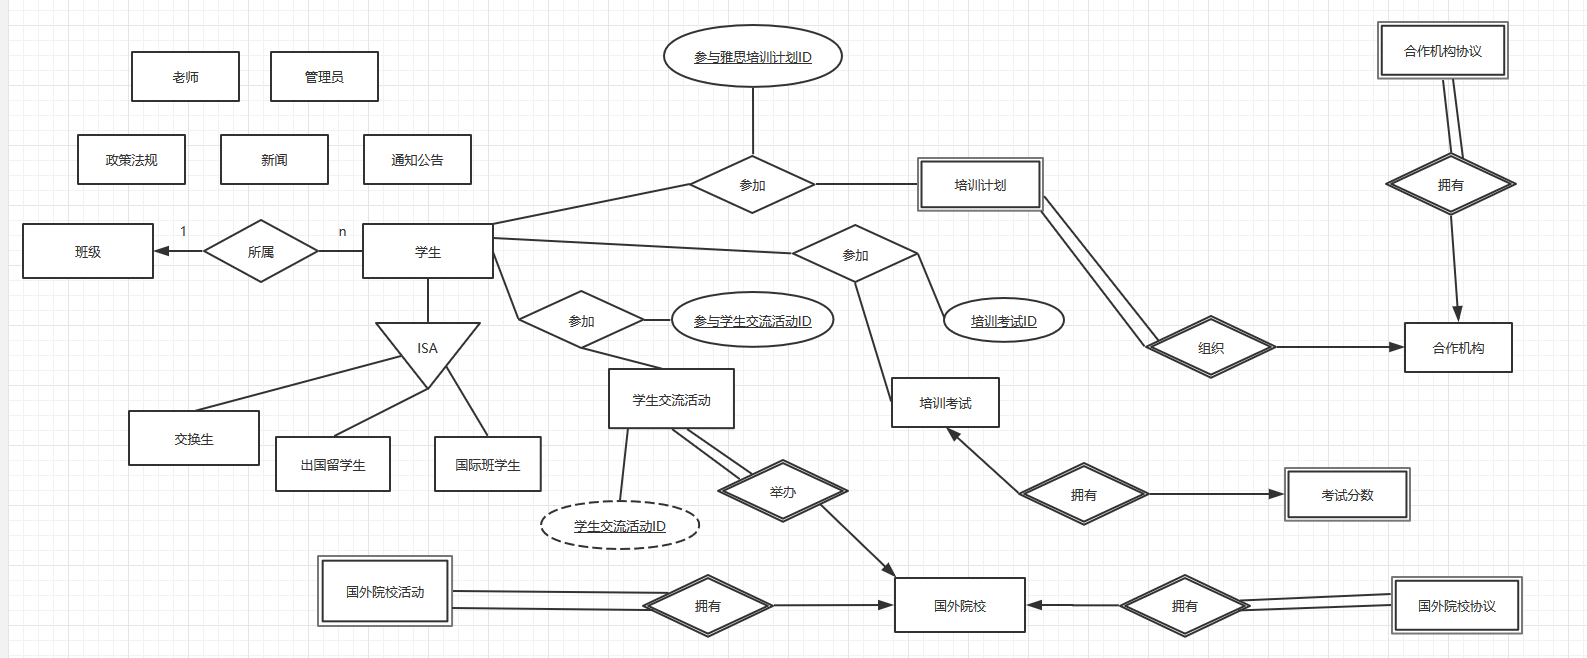 参与雅思培训计划ID
合作机构协议
老师
管理员
政策法规
新闻
通知公告
参加
培训计划
拥有
1
n
班级
所属
学生
参加
参加
参与学生交流活动ID
培训考试ID
ISA
组织
合作机构
学生交流活动
培训考试
交换生
出国留学生
国际班学生
举办
拥有
考试分数
学生交流活动ID
国外院校活动
拥有
国外院校
拥有
国外院校协议